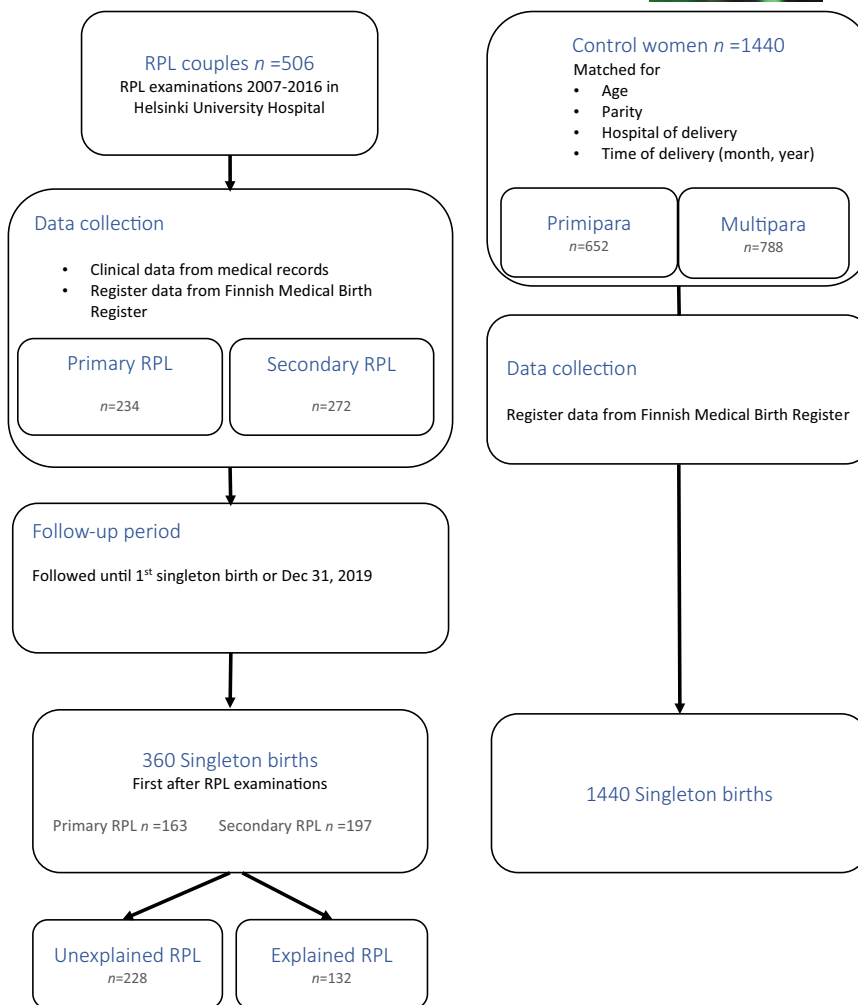 RPL couples n =506
RPL examinations 2007-2016 in
Helsinki University Hospital
Data collection
• Clinical data from medical records
• Register data from Finnish Medical Birth
Register
Primary RPL
n=234
Secondary RPL
n=272
Follow-up period
Followed until 1st singleton birth or Dec 31, 2019
360 Singleton births
First after RPL examinations
Primary RPL n =163
Secondary RPL n =197
Unexplained RPL
n=228
Explained RPL
n=132
Control women n =1440
Matched for
• Age
• Parity
• Hospital of delivery
• Time of delivery (month, year)
Primipara
n=652
Multipara
n=788
Data collection
Register data from Finnish Medical Birth Register
1440 Singleton births